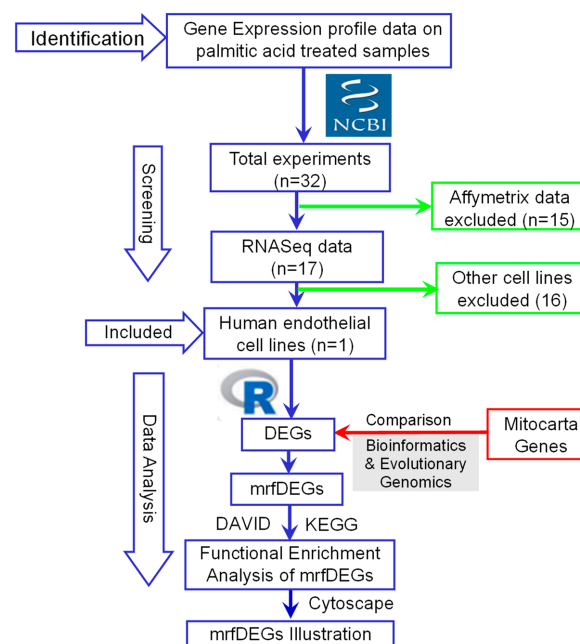 Identification
Gene Expression profile data on
palmitic acid treated samples
NCBI
Screening
Total experiments
(n=32)
Affymetrix data
excluded (n=15)
RNASeq data
(n=17)
Other cell lines
excluded (16)
Included
Human endothelial
cell lines (n=1)
R
Data Analysis
DEGs
Comparison
Bioinformatics
& Evolutionary
Genomics
Mitocarta
Genes
mrfDEGs
DAVID
KEGG
Functional Enrichment
Analysis of mrfDEGs
Cytoscape
mrfDEGs Illustration